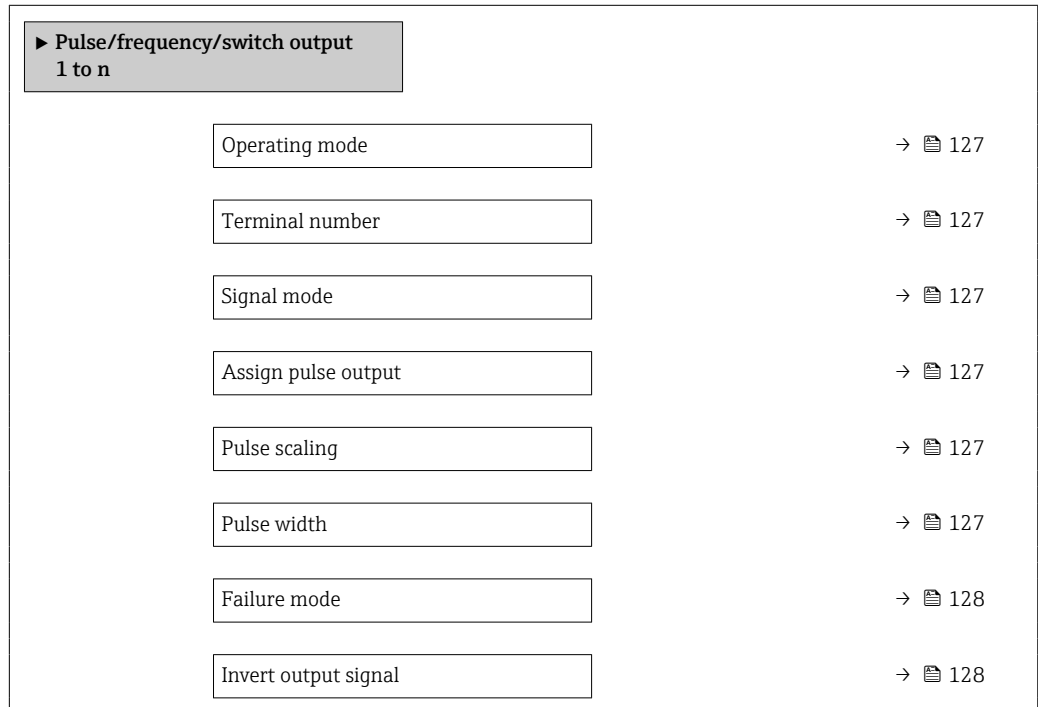 ▶ Pulse/frequency/switch output
1 to n
Operating mode → 127
Terminal number → 127
Signal mode → 127
Assign pulse output → 127
Pulse scaling → 127
Pulse width → 127
Failure mode → 128
Invert output signal → 128